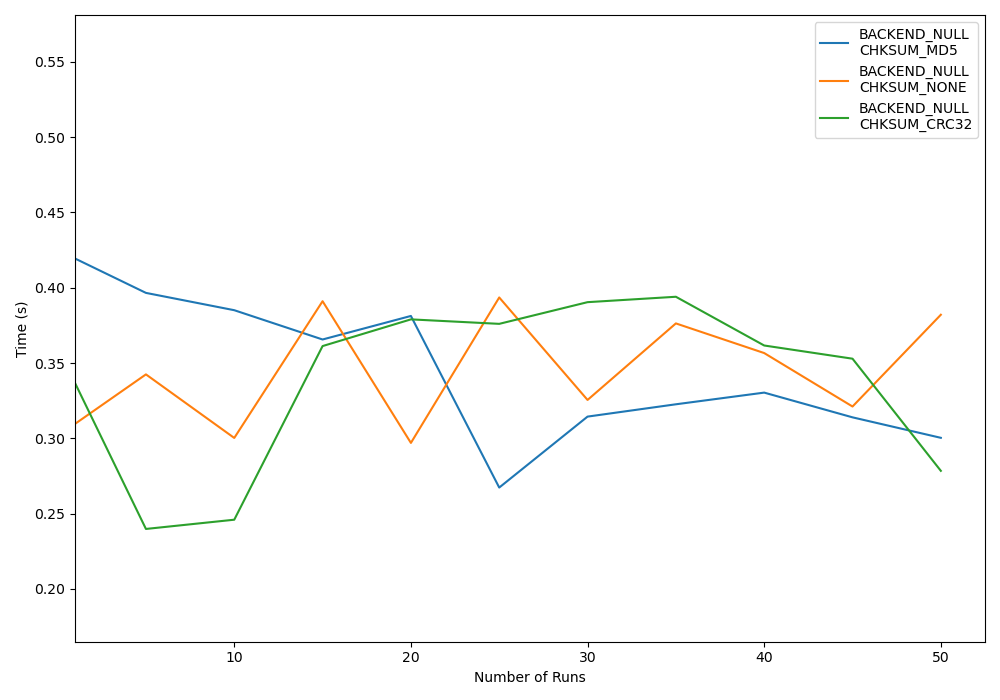 BACKEND_NULL
CHKSUM_MD5
BACKEND_NULL
CHKSUM_NONE
BACKEND_NULL
CHKSUM_CRC32
Time (s)
0.55
0.50
0.45
0.40
0.35
0.30
0.25
0.20
10 20 30 40 50
Number of Runs